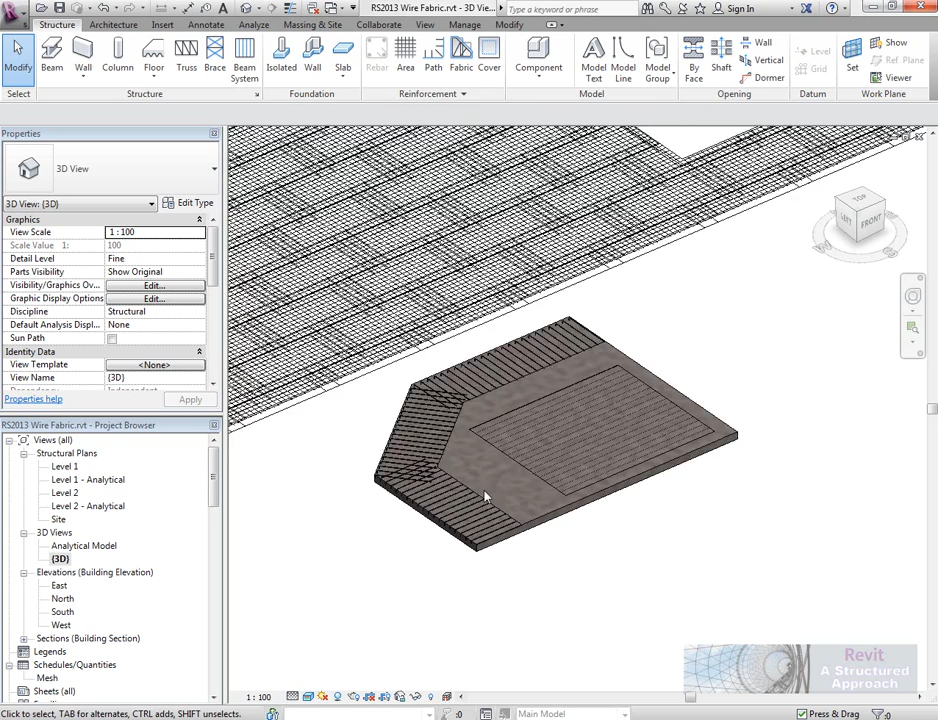 RS2013 Wire Fabric.rvt - 3D Vie...
Type a keyword or phrase
Sign In
Structure Architecture Insert Annotate Analyze Massing & Site Collaborate View Manage Modify
Modify Beam Wall Column Floor Truss Brace Beam System Isolated Wall Slab Rebar Area Path Fabric Cover Component Model Text Model Line Model Group By Face Shaft Wall Vertical Dormer Level Grid Set Show Ref Plane Viewer
Select Structure Foundation Reinforcement Model Opening Datum Work Plane
Properties
3D View
3D View: {3D}
Edit Type
Graphics
View Scale 1 : 100
Scale Value 1: 100
Detail Level Fine
Parts Visibility Show Original
Visibility/Graphics Ov... Edit...
Graphic Display Options Edit...
Discipline Structural
Default Analysis Displ... None
Sun Path
Identity Data
View Template <None>
View Name {3D}
Properties help
Apply
RS2013 Wire Fabric.rvt - Project Browser
Views (all)
Structural Plans
Level 1
Level 1 - Analytical
Level 2
Level 2 - Analytical
Site
3D Views
Analytical Model
{3D}
Elevations (Building Elevation)
East
North
South
West
Sections (Building Section)
Legends
Schedules/Quantities
Mesh
Sheets (all)
TOP
LEFT
FRONT
Revit
A Structured
Approach
1 : 100
Click to select, TAB for alternates, CTRL adds, SHIFT unselects.
:0
Main Model
Press & Drag
:0